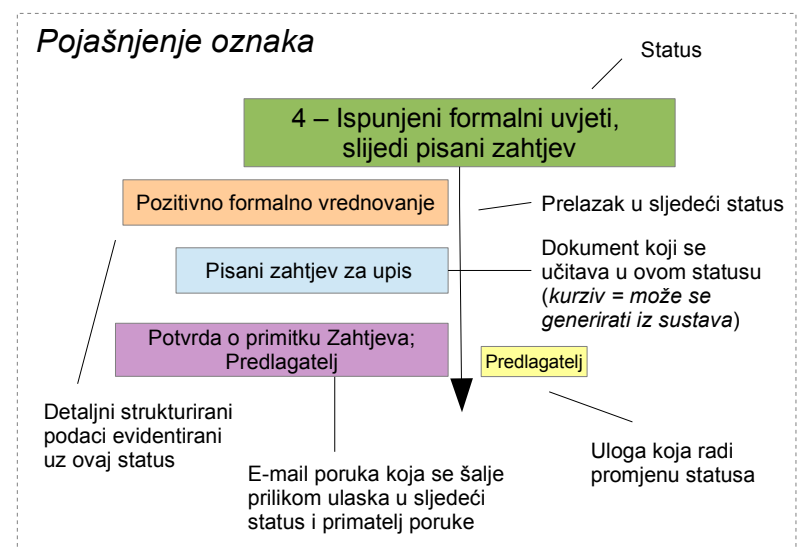 Pojašnjenje oznaka
Status
4 – Ispunjeni formalni uvjeti,
slijedi pisani zahtjev
Pozitivno formalno vrednovanje
Prelazak u sljedeći status
Pisani zahtjev za upis
Dokument koji se
učitava u ovom statusu
(kurziv = može se
generirati iz sustava)
Potvrda o primitku Zahtjeva;
Predlagatelj
Predlagatelj
Detaljni strukturirani
podaci evidentirani
uz ovaj status
E-mail poruka koja se šalje
prilikom ulaska u sljedeći
status i primatelj poruke
Uloga koja radi
promjenu statusa